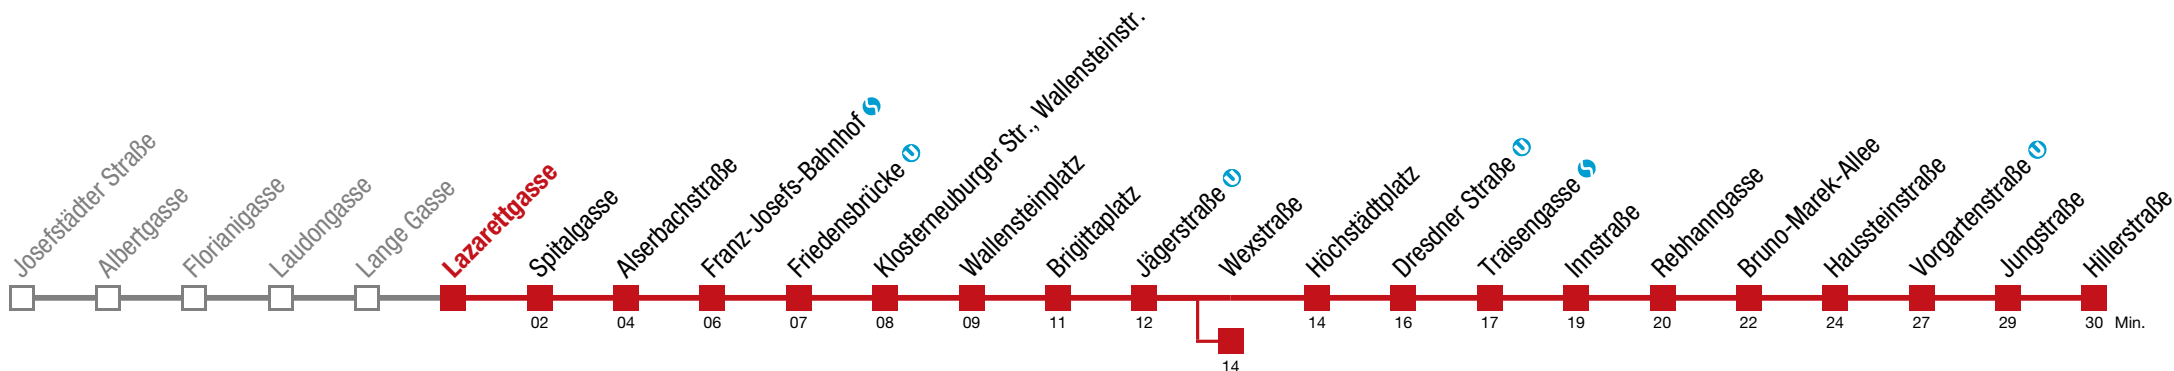 Josefstädter Straße
Albertgasse
Florianigasse
Laudongasse
Lange Gasse
Lazarettgasse
Spitalgasse
Alserbachstraße
Franz-Josefs-Bahnhof S
Friedensbrücke U
Klosterneuburger Str., Wallensteinstr.
Wallensteinplatz
Brigittaplatz
Jägerstraße U
Wexstraße
Höchstädtplatz
Dresdner Straße U
Traisengasse S
Innstraße
Rebhanngasse
Bruno-Marek-Allee
Haussteinstraße
Vorgartenstraße U
Jungstraße
Hillerstraße
02 04 06 07 08 09 11 12 14 16 17 19 20 22 24 27 29 30 Min.
14